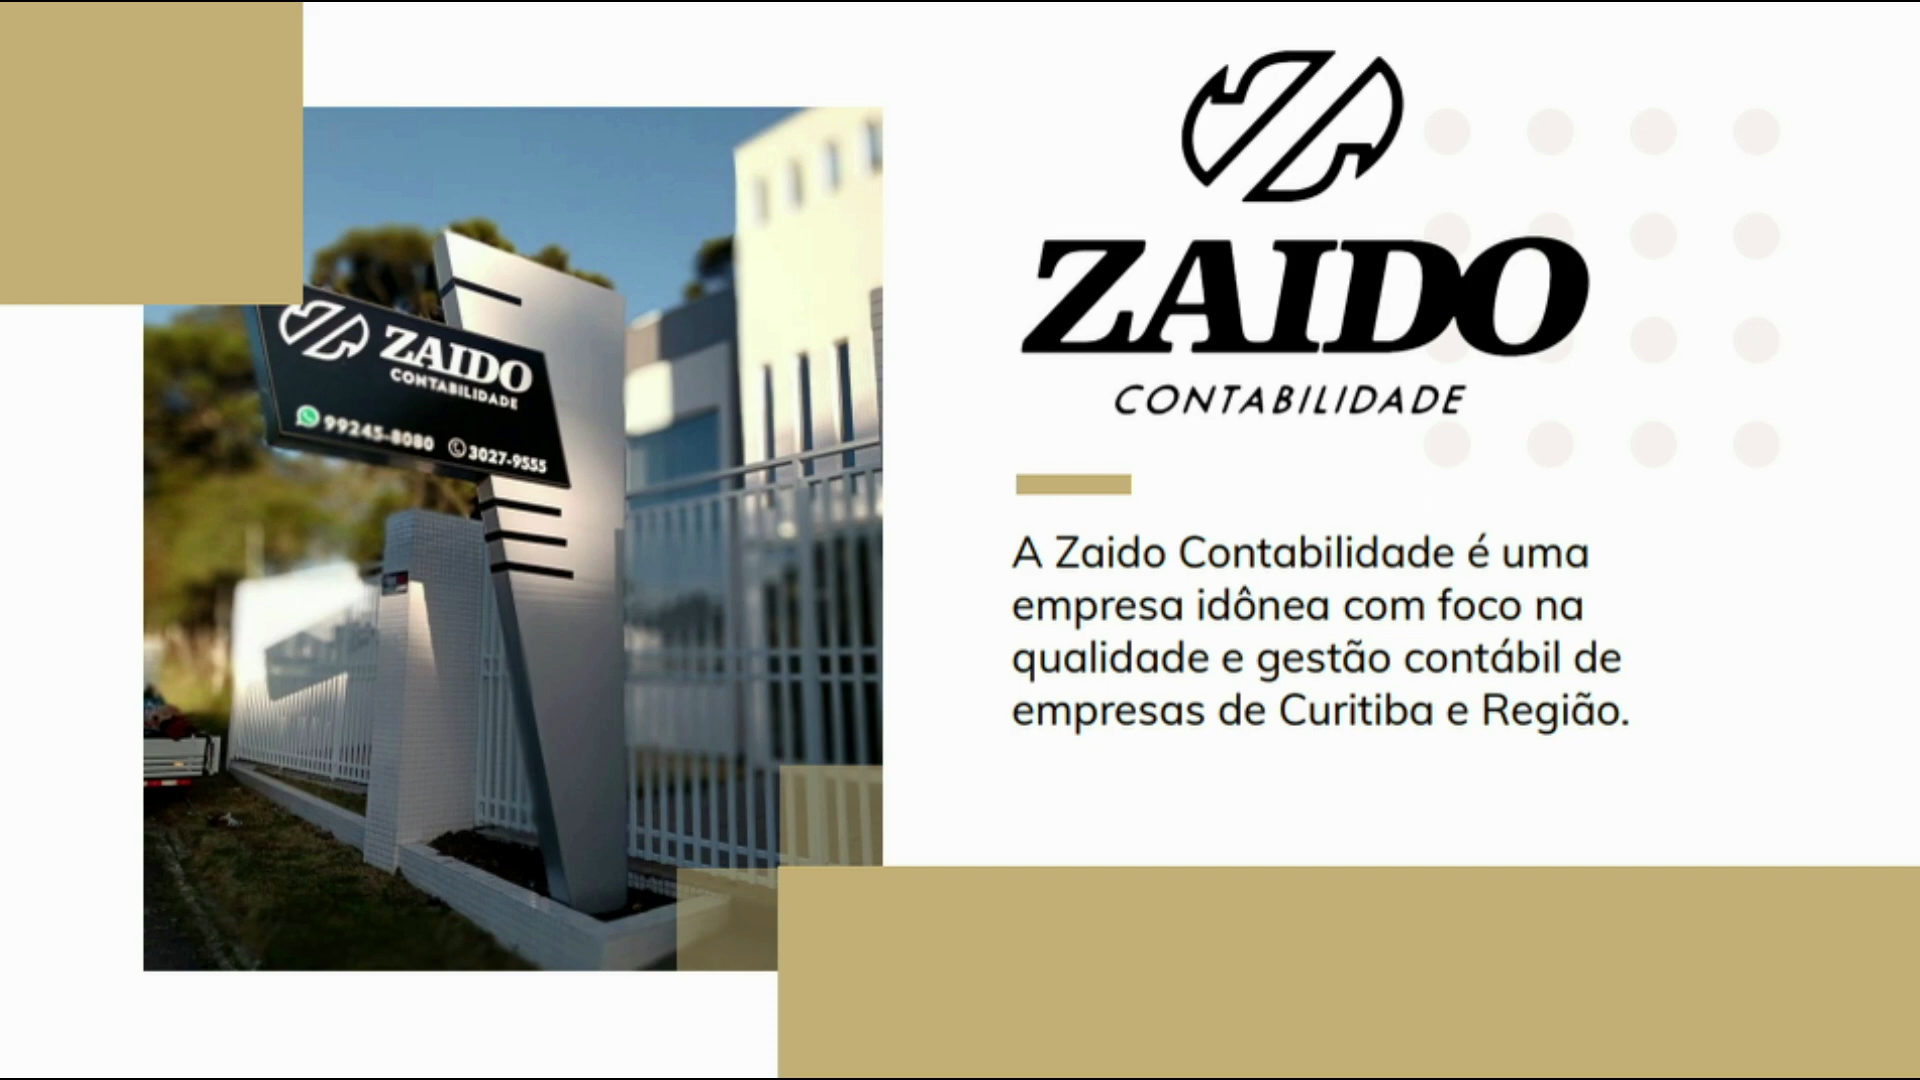 ZAIDO
CONTABILIDADE
99245-8080 3027-9555
ZAIDO
CONTABILIDADE
A Zaido Contabilidade é uma
empresa idônea com foco na
qualidade e gestão contábil de
empresas de Curitiba e Região.